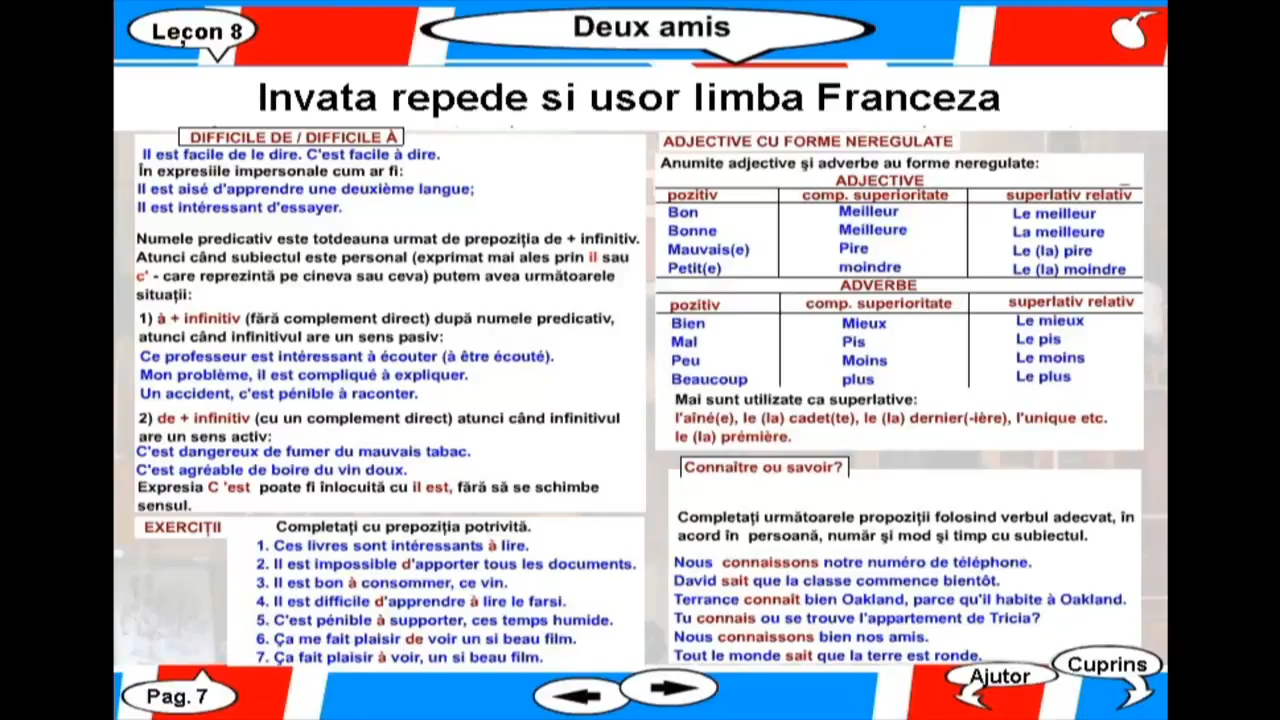 Leçon 8
Deux amis
Invata repede si usor limba Franceza
DIFFICILE DE / DIFFICILE À
Il est facile de le dire. C'est facile à dire.
În expresiile impersonale cum ar fi:
Il est aisé d'apprendre une deuxième langue;
Il est intéressant d'essayer.
Numele predicativ este totdeauna urmat de prepoziția de + infinitiv.
Atunci când subiectul este personal (exprimat mai ales prin il sau
c' - care reprezintă pe cineva sau ceva) putem avea următoarele
situații:
1) à + infinitiv (fără complement direct) după numele predicativ,
atunci când infinitivul are un sens pasiv:
Ce professeur est intéressant à écouter (à être écouté).
Mon problème, il est compliqué à expliquer.
Un accident, c'est pénible à raconter.
2) de + infinitiv (cu un complement direct) atunci când infinitivul
are un sens activ:
C'est dangereux de fumer du mauvais tabac.
C'est agréable de boire du vin doux.
Expresia C 'est poate fi înlocuită cu il est, fără să se schimbe
sensul.
EXERCIȚII
Completați cu prepoziția potrivită.
1. Ces livres sont intéressants à lire.
2. Il est impossible d'apporter tous les documents.
3. Il est bon à consommer, ce vin.
4. Il est difficile d'apprendre à lire le farsi.
5. C'est pénible à supporter, ces temps humide.
6. Ça me fait plaisir de voir un si beau film.
7. Ça fait plaisir à voir, un si beau film.
ADJECTIVE CU FORME NEREGULATE
Anumite adjective și adverbe au forme neregulate:
ADJECTIVE
pozitiv comp. superioritate superlativ relativ
Bon Meilleur Le meilleur
Bonne Meilleure La meilleure
Mauvais(e) Pire Le (la) pire
Petit(e) moindre Le (la) moindre
ADVERBE
pozitiv comp. superioritate superlativ relativ
Bien Mieux Le mieux
Mal Pis Le pis
Peu Moins Le moins
Beaucoup plus Le plus
Mai sunt utilizate ca superlative:
l'aîné(e), le (la) cadet(te), le (la) dernier(-ière), l'unique etc.
le (la) prémière.
Connaître ou savoir?
Completați următoarele propoziții folosind verbul adecvat, în
acord în persoană, număr și mod și timp cu subiectul.
Nous connaissons notre numéro de téléphone.
David sait que la classe commence bientôt.
Terrance connaît bien Oakland, parce qu'il habite à Oakland.
Tu connais ou se trouve l'appartement de Tricia?
Nous connaissons bien nos amis.
Tout le monde sait que la terre est ronde.
Pag. 7
Ajutor
Cuprins